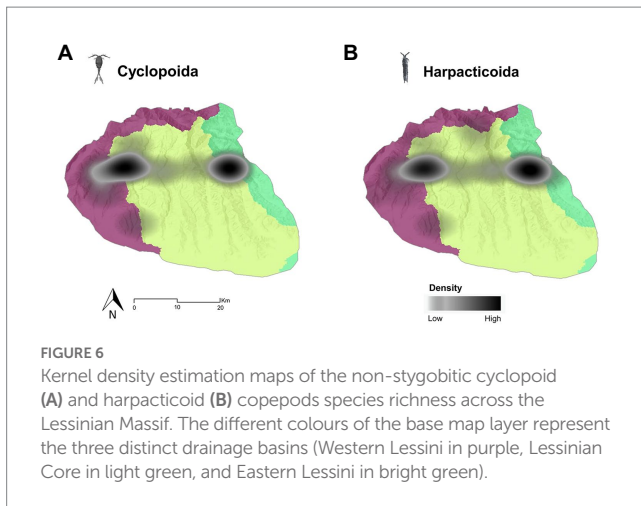 A Cyclopoida
B Harpacticoida
N
0 10 20 Km
Density
Low High
FIGURE 6
Kernel density estimation maps of the non-stygobitic cyclopoid
(A) and harpacticoid (B) copepods species richness across the
Lessinian Massif. The different colours of the base map layer represent
the three distinct drainage basins (Western Lessini in purple, Lessinian
Core in light green, and Eastern Lessini in bright green).